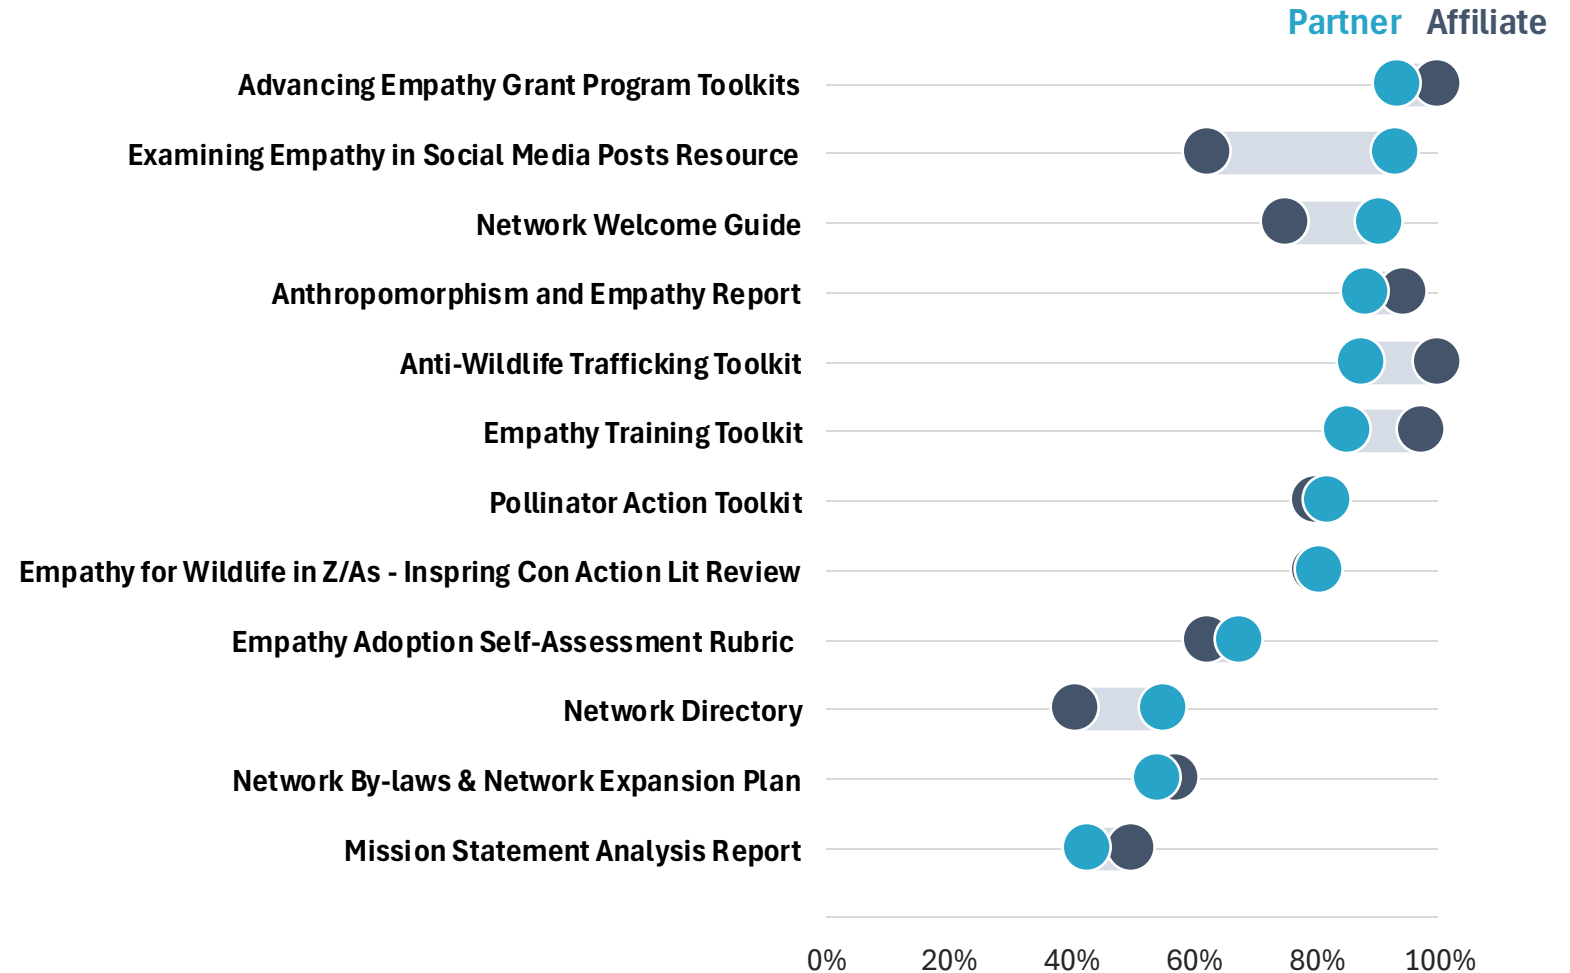 Partner Affiliate
Advancing Empathy Grant Program Toolkits
Examining Empathy in Social Media Posts Resource
Network Welcome Guide
Anthropomorphism and Empathy Report
Anti-Wildlife Trafficking Toolkit
Empathy Training Toolkit
Pollinator Action Toolkit
Empathy for Wildlife in Z/As - Inspring Con Action Lit Review
Empathy Adoption Self-Assessment Rubric
Network Directory
Network By-laws & Network Expansion Plan
Mission Statement Analysis Report
0% 20% 40% 60% 80% 100%